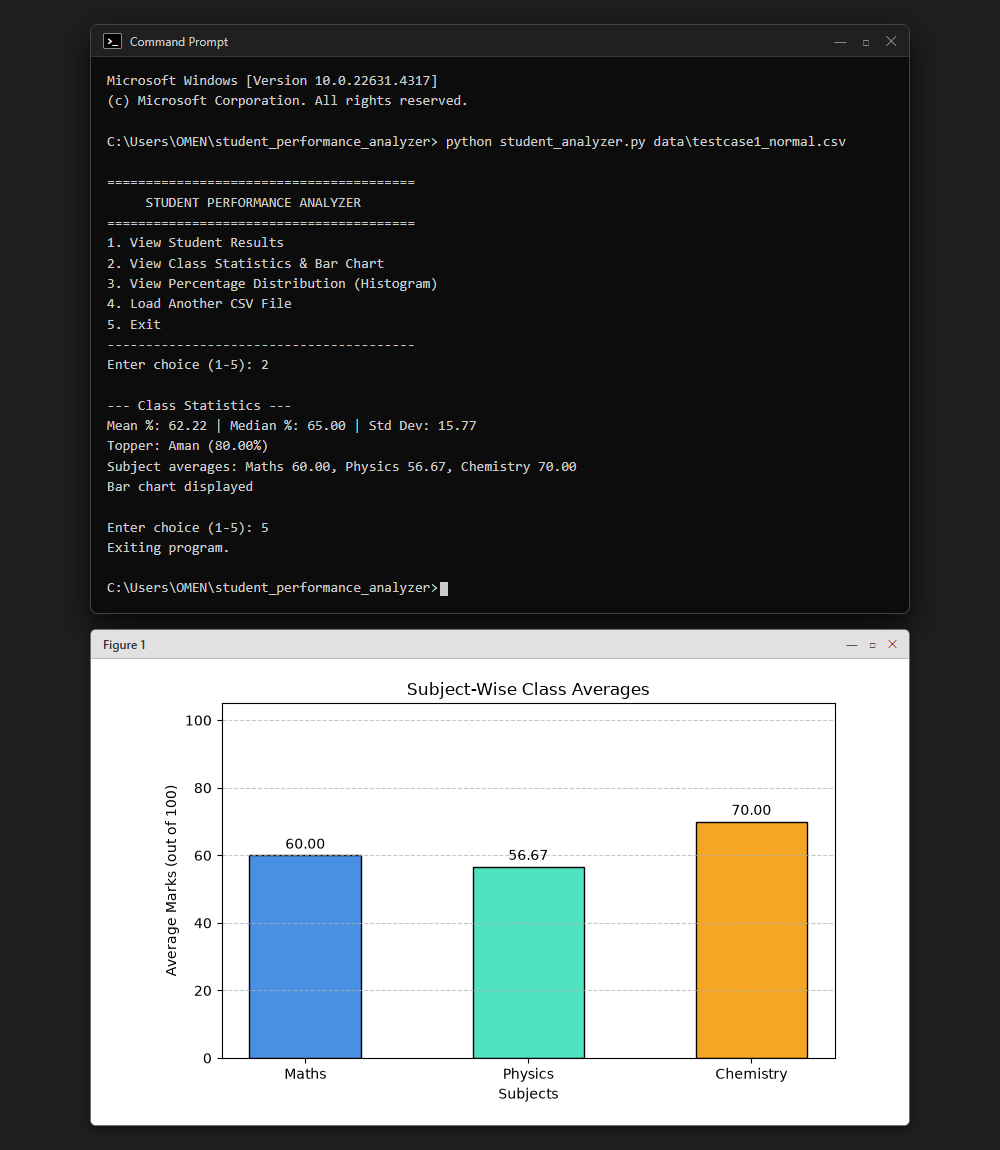 Command Prompt
Microsoft Windows [Version 10.0.22631.4317]
(c) Microsoft Corporation. All rights reserved.
C:\Users\OMEN\student_performance_analyzer> python student_analyzer.py data\testcase1_normal.csv
========================================
STUDENT PERFORMANCE ANALYZER
========================================
1. View Student Results
2. View Class Statistics & Bar Chart
3. View Percentage Distribution (Histogram)
4. Load Another CSV File
5. Exit
----------------------------------------
Enter choice (1-5): 2
--- Class Statistics ---
Mean %: 62.22 | Median %: 65.00 | Std Dev: 15.77
Topper: Aman (80.00%)
Subject averages: Maths 60.00, Physics 56.67, Chemistry 70.00
Bar chart displayed
Enter choice (1-5): 5
Exiting program.
C:\Users\OMEN\student_performance_analyzer>
Figure 1
Subject-Wise Class Averages
Average Marks (out of 100)
100
80
60
40
20
0
60.00
56.67
70.00
Maths
Physics
Chemistry
Subjects